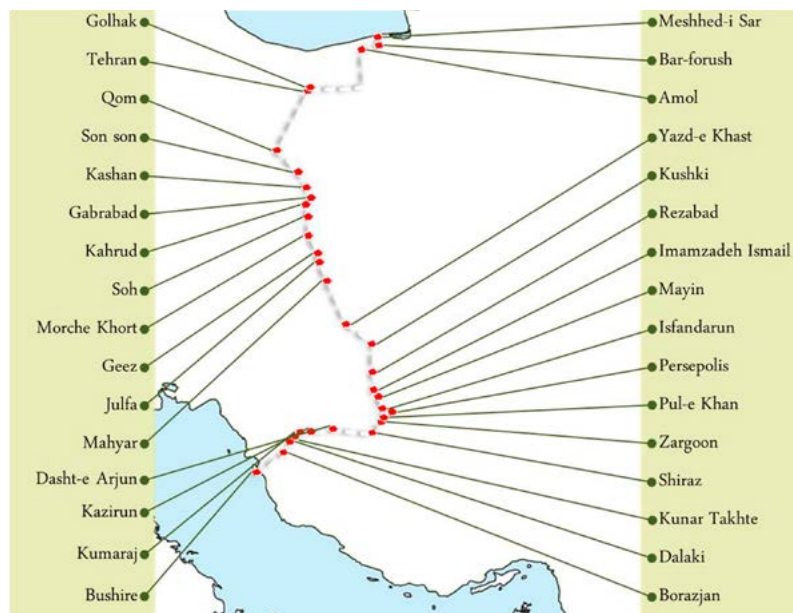 Golhak
Tehran
Qom
Son son
Kashan
Gabrabad
Kahrud
Soh
Morche Khort
Geez
Julfa
Mahyar
Dasht-e Arjun
Kazirun
Kumaraj
Bushire
Meshhed-i Sar
Bar-forush
Amol
Yazd-e Khast
Kushki
Rezabad
Imamzadeh Ismail
Mayin
Isfandarun
Persepolis
Pul-e Khan
Zargoon
Shiraz
Kunar Takhte
Dalaki
Borazjan